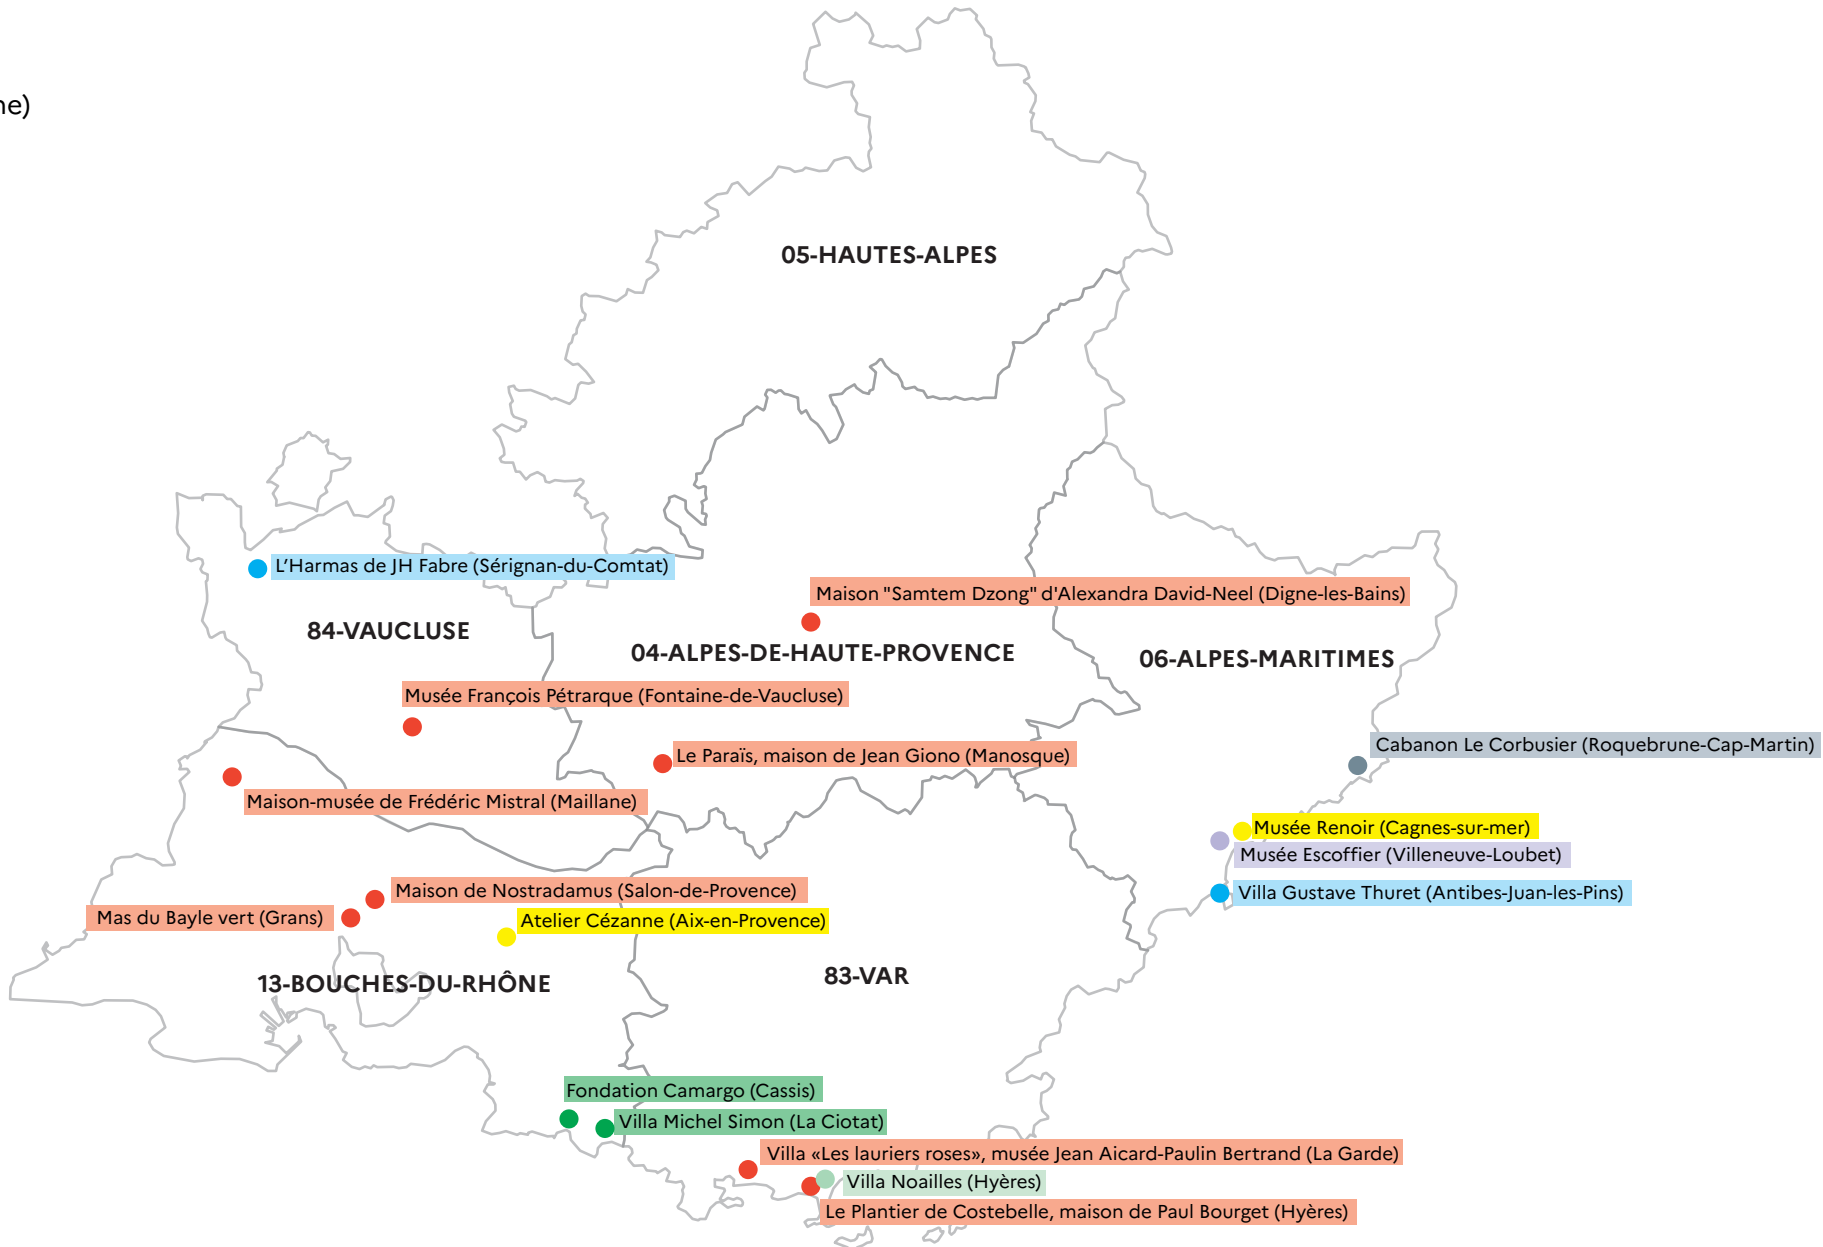 ne)
05-HAUTES-ALPES
L'Harmas de JH Fabre (Sérignan-du-Comtat)
Maison "Samtem Dzong" d'Alexandra David-Neel (Digne-les-Bains)
84-VAUCLUSE
04-ALPES-DE-HAUTE-PROVENCE
06-ALPES-MARITIMES
Musée François Pétrarque (Fontaine-de-Vaucluse)
Cabanon Le Corbusier (Roquebrune-Cap-Martin)
Le Paraïs, maison de Jean Giono (Manosque)
Maison-musée de Frédéric Mistral (Maillane)
Musée Renoir (Cagnes-sur-mer)
Musée Escoffier (Villeneuve-Loubet)
Maison de Nostradamus (Salon-de-Provence)
Villa Gustave Thuret (Antibes-Juan-les-Pins)
Mas du Bayle vert (Grans)
Atelier Cézanne (Aix-en-Provence)
83-VAR
13-BOUCHES-DU-RHÔNE
Fondation Camargo (Cassis)
Villa Michel Simon (La Ciotat)
Villa «Les lauriers roses», musée Jean Aicard-Paulin Bertrand (La Garde)
Villa Noailles (Hyères)
Le Plantier de Costebelle, maison de Paul Bourget (Hyères)